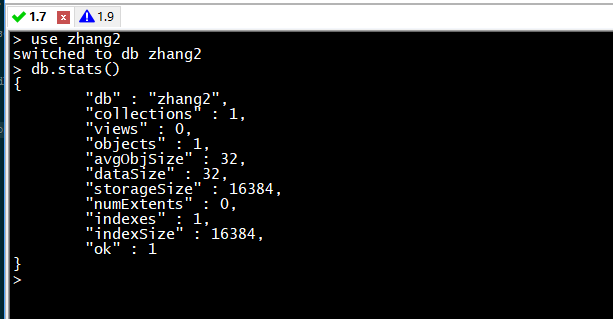 1.7 x 1.9
> use zhang2
switched to db zhang2
> db.stats()
{
        "db" : "zhang2",
        "collections" : 1,
        "views" : 0,
        "objects" : 1,
        "avgObjSize" : 32,
        "dataSize" : 32,
        "storageSize" : 16384,
        "numExtents" : 0,
        "indexes" : 1,
        "indexSize" : 16384,
        "ok" : 1
}
>